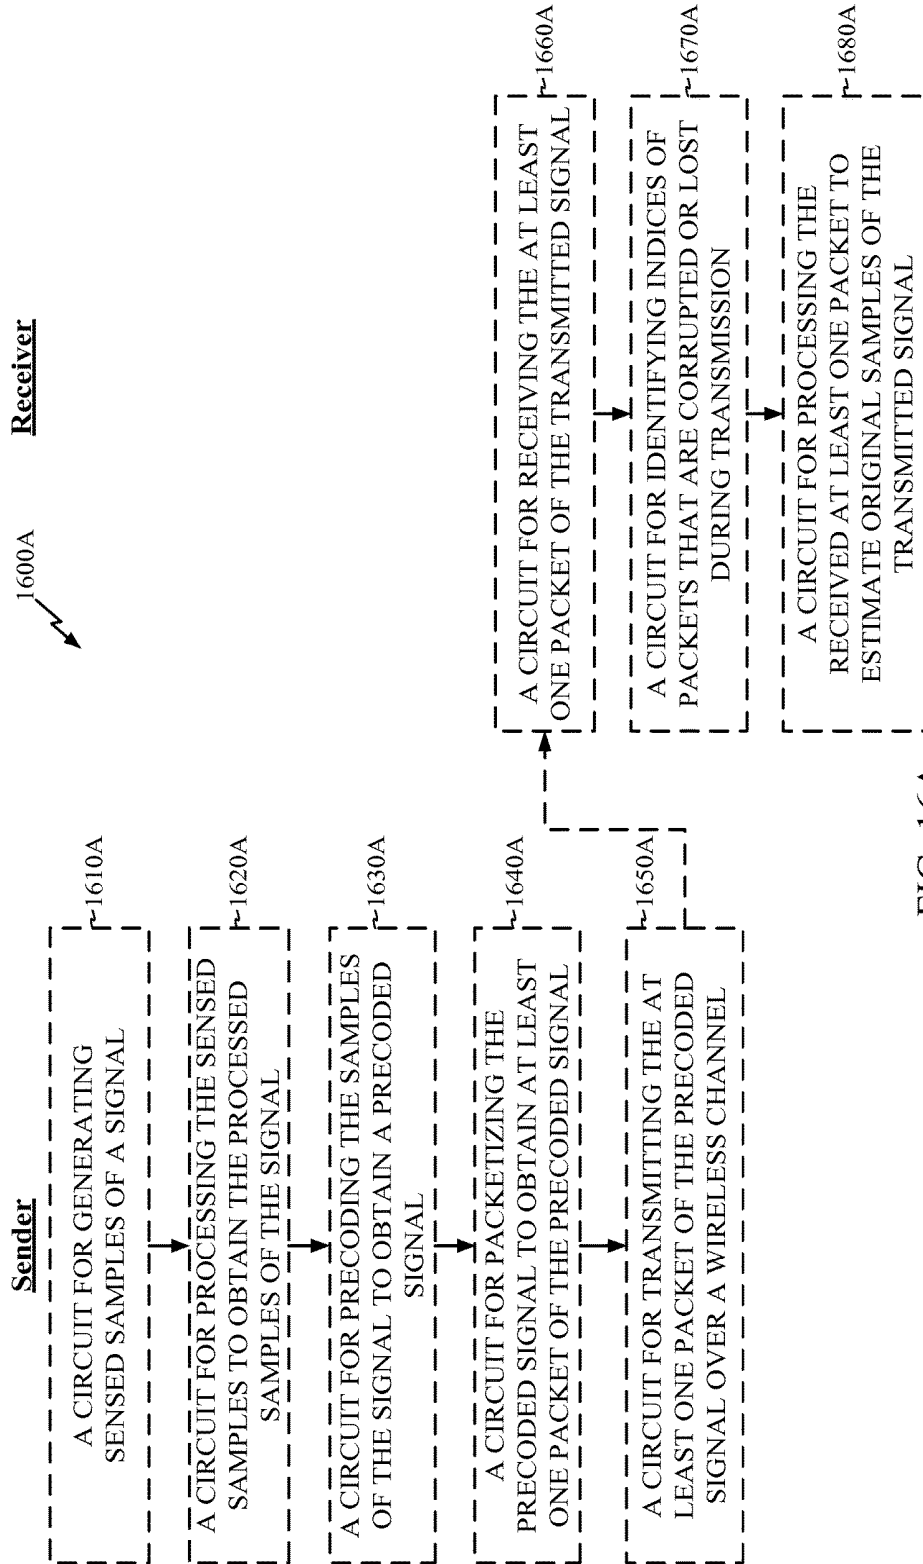 1600A
Sender
A CIRCUIT FOR GENERATING
SENSED SAMPLES OF A SIGNAL
1610A
A CIRCUIT FOR PROCESSING THE SENSED
SAMPLES TO OBTAIN THE PROCESSED
SAMPLES OF THE SIGNAL
1620A
A CIRCUIT FOR PRECODING THE SAMPLES
OF THE SIGNAL TO OBTAIN A PRECODED
SIGNAL
1630A
A CIRCUIT FOR PACKETIZING THE
PRECODED SIGNAL TO OBTAIN AT LEAST
ONE PACKET OF THE PRECODED SIGNAL
1640A
A CIRCUIT FOR TRANSMITTING THE AT
LEAST ONE PACKET OF THE PRECODED
SIGNAL OVER A WIRELESS CHANNEL
1650A
Receiver
A CIRCUIT FOR RECEIVING THE AT LEAST
ONE PACKET OF THE TRANSMITTED SIGNAL
1660A
A CIRCUIT FOR IDENTIFYING INDICES OF
PACKETS THAT ARE CORRUPTED OR LOST
DURING TRANSMISSION
1670A
A CIRCUIT FOR PROCESSING THE
RECEIVED AT LEAST ONE PACKET TO
ESTIMATE ORIGINAL SAMPLES OF THE
TRANSMITTED SIGNAL
1680A
FIG. 16A